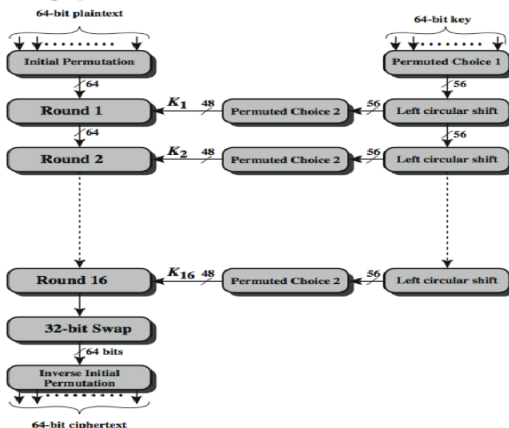 64-bit plaintext
64-bit key
Initial Permutation
Permuted Choice 1
64
56
Round 1
K1
48
Permuted Choice 2
56
Left circular shift
64
56
Round 2
K2
48
Permuted Choice 2
56
Left circular shift
Round 16
K16
48
Permuted Choice 2
56
Left circular shift
32-bit Swap
64 bits
Inverse Initial
Permutation
64-bit ciphertext